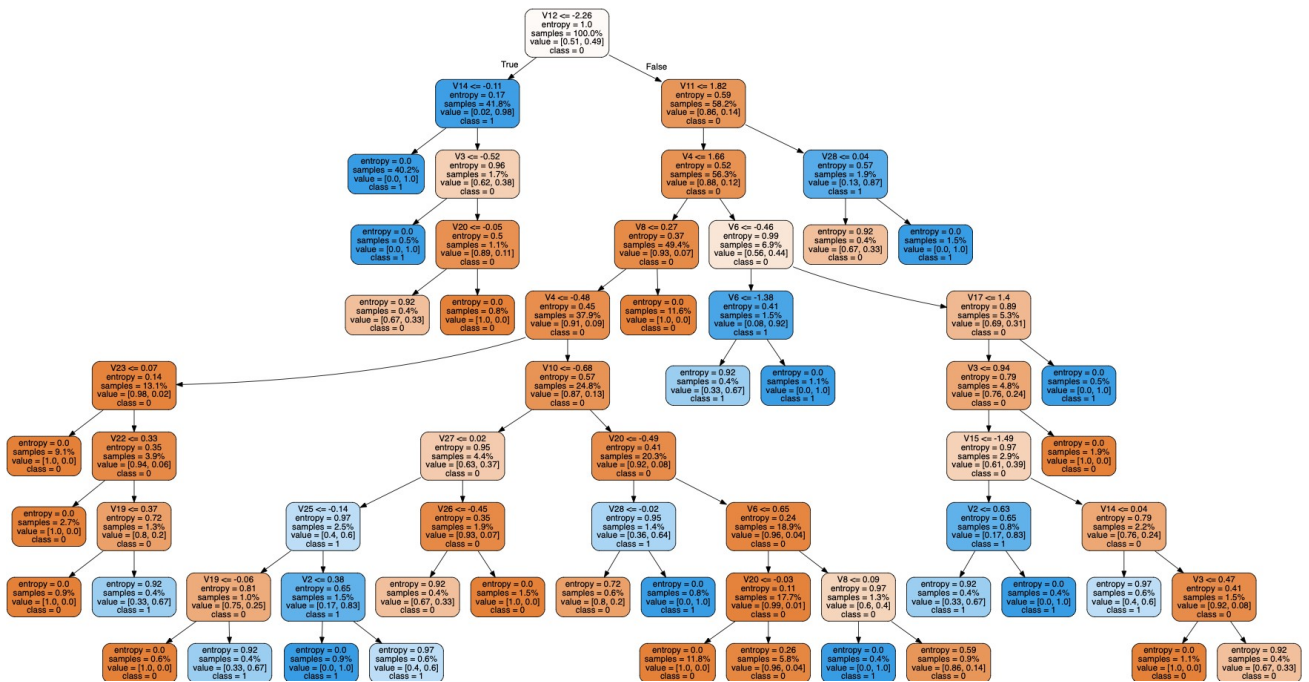 V12 <= -2.26
entropy = 1.0
samples = 100.0%
value = [0.51, 0.49]
class = 0
True
False
V14 <= -0.11
entropy = 0.17
samples = 41.8%
value = [0.02, 0.98]
class = 1
V11 <= 1.82
entropy = 0.59
samples = 58.2%
value = [0.86, 0.14]
class = 0
entropy = 0.0
samples = 40.2%
value = [0.0, 1.0]
class = 1
V3 <= -0.52
entropy = 0.96
samples = 1.7%
value = [0.62, 0.38]
class = 0
V4 <= 1.66
entropy = 0.52
samples = 56.3%
value = [0.88, 0.12]
class = 0
V28 <= 0.04
entropy = 0.57
samples = 1.9%
value = [0.13, 0.87]
class = 1
entropy = 0.0
samples = 0.5%
value = [0.0, 1.0]
class = 1
V20 <= -0.05
entropy = 0.5
samples = 1.1%
value = [0.89, 0.11]
class = 0
V8 <= 0.27
entropy = 0.37
samples = 49.4%
value = [0.93, 0.07]
class = 0
V6 <= -0.46
entropy = 0.99
samples = 6.9%
value = [0.56, 0.44]
class = 0
entropy = 0.92
samples = 0.4%
value = [0.67, 0.33]
class = 0
entropy = 0.0
samples = 1.5%
value = [0.0, 1.0]
class = 1
entropy = 0.92
samples = 0.4%
value = [0.67, 0.33]
class = 0
entropy = 0.0
samples = 0.8%
value = [1.0, 0.0]
class = 0
V4 <= -0.48
entropy = 0.45
samples = 37.9%
value = [0.91, 0.09]
class = 0
entropy = 0.0
samples = 11.6%
value = [1.0, 0.0]
class = 0
V6 <= -1.38
entropy = 0.41
samples = 1.5%
value = [0.08, 0.92]
class = 1
V17 <= 1.4
entropy = 0.89
samples = 5.3%
value = [0.69, 0.31]
class = 0
V23 <= 0.07
entropy = 0.14
samples = 13.1%
value = [0.98, 0.02]
class = 0
V10 <= -0.68
entropy = 0.57
samples = 24.8%
value = [0.87, 0.13]
class = 0
entropy = 0.92
samples = 0.4%
value = [0.33, 0.67]
class = 1
entropy = 0.0
samples = 1.1%
value = [0.0, 1.0]
class = 1
V3 <= 0.94
entropy = 0.79
samples = 4.8%
value = [0.76, 0.24]
class = 0
entropy = 0.0
samples = 0.5%
value = [0.0, 1.0]
class = 1
entropy = 0.0
samples = 9.1%
value = [1.0, 0.0]
class = 0
V22 <= 0.33
entropy = 0.35
samples = 3.9%
value = [0.94, 0.06]
class = 0
V27 <= 0.02
entropy = 0.95
samples = 4.4%
value = [0.63, 0.37]
class = 0
V20 <= -0.49
entropy = 0.41
samples = 20.3%
value = [0.92, 0.08]
class = 0
V15 <= -1.49
entropy = 0.97
samples = 2.9%
value = [0.61, 0.39]
class = 0
entropy = 0.0
samples = 1.9%
value = [1.0, 0.0]
class = 0
entropy = 0.0
samples = 2.7%
value = [1.0, 0.0]
class = 0
V19 <= 0.37
entropy = 0.72
samples = 1.3%
value = [0.8, 0.2]
class = 0
V25 <= -0.14
entropy = 0.97
samples = 2.5%
value = [0.4, 0.6]
class = 1
V26 <= -0.45
entropy = 0.35
samples = 1.9%
value = [0.93, 0.07]
class = 0
V28 <= -0.02
entropy = 0.95
samples = 1.4%
value = [0.36, 0.64]
class = 1
V6 <= 0.65
entropy = 0.24
samples = 18.9%
value = [0.96, 0.04]
class = 0
V2 <= 0.63
entropy = 0.65
samples = 0.8%
value = [0.17, 0.83]
class = 1
V14 <= 0.04
entropy = 0.79
samples = 2.2%
value = [0.76, 0.24]
class = 0
entropy = 0.0
samples = 0.9%
value = [1.0, 0.0]
class = 0
entropy = 0.92
samples = 0.4%
value = [0.33, 0.67]
class = 1
V19 <= -0.06
entropy = 0.81
samples = 1.0%
value = [0.75, 0.25]
class = 0
V2 <= 0.38
entropy = 0.65
samples = 1.5%
value = [0.17, 0.83]
class = 1
entropy = 0.92
samples = 0.4%
value = [0.67, 0.33]
class = 0
entropy = 0.0
samples = 1.5%
value = [1.0, 0.0]
class = 0
entropy = 0.72
samples = 0.6%
value = [0.8, 0.2]
class = 0
entropy = 0.0
samples = 0.8%
value = [0.0, 1.0]
class = 1
V20 <= -0.03
entropy = 0.11
samples = 17.7%
value = [0.99, 0.01]
class = 0
V8 <= 0.09
entropy = 0.97
samples = 1.3%
value = [0.6, 0.4]
class = 0
entropy = 0.92
samples = 0.4%
value = [0.33, 0.67]
class = 1
entropy = 0.0
samples = 0.4%
value = [0.0, 1.0]
class = 1
entropy = 0.97
samples = 0.6%
value = [0.4, 0.6]
class = 1
V3 <= 0.47
entropy = 0.41
samples = 1.5%
value = [0.92, 0.08]
class = 0
entropy = 0.0
samples = 0.6%
value = [1.0, 0.0]
class = 0
entropy = 0.92
samples = 0.4%
value = [0.33, 0.67]
class = 1
entropy = 0.0
samples = 0.9%
value = [0.0, 1.0]
class = 1
entropy = 0.97
samples = 0.6%
value = [0.4, 0.6]
class = 1
entropy = 0.0
samples = 11.8%
value = [1.0, 0.0]
class = 0
entropy = 0.26
samples = 5.8%
value = [0.96, 0.04]
class = 0
entropy = 0.0
samples = 0.4%
value = [0.0, 1.0]
class = 1
entropy = 0.59
samples = 0.9%
value = [0.86, 0.14]
class = 0
entropy = 0.0
samples = 1.1%
value = [1.0, 0.0]
class = 0
entropy = 0.92
samples = 0.4%
value = [0.67, 0.33]
class = 0